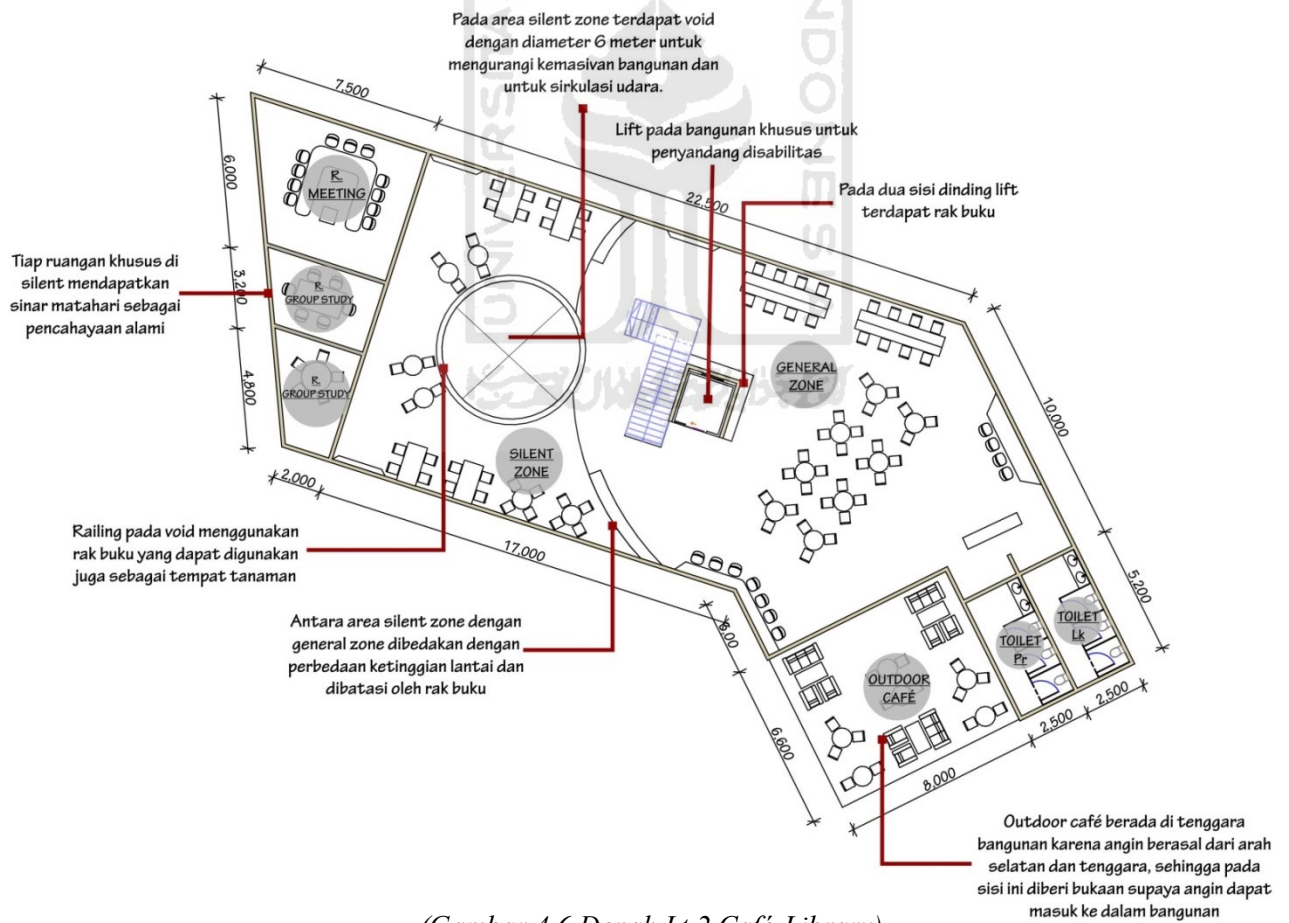 Pada area silent zone terdapat void
dengan diameter 6 meter untuk
mengurangi kemasivan bangunan dan
untuk sirkulasi udara.
Lift pada bangunan khusus untuk
penyandang disabilitas
Pada dua sisi dinding lift
terdapat rak buku
Tiap ruangan khusus di
silent mendapatkan
sinar matahari sebagai
pencahayaan alami
Railing pada void menggunakan
rak buku yang dapat digunakan
juga sebagai tempat tanaman
Antara area silent zone dengan
general zone dibedakan dengan
perbedaan ketinggian lantai dan
dibatasi oleh rak buku
Outdoor café berada di tenggara
bangunan karena angin berasal dari arah
selatan dan tenggara, sehingga pada
sisi ini diberi bukaan supaya angin dapat
masuk ke dalam bangunan
R.
MEETING
R.
GROUP STUDY
R.
GROUP STUDY
SILENT
ZONE
GENERAL
ZONE
OUTDOOR
CAFÉ
TOILET
Pr
TOILET
Lk
7,500
22,500
6,000
3,200
4,800
2,000
17,000
10,000
5,200
2,500
2,500
8,000
6,600